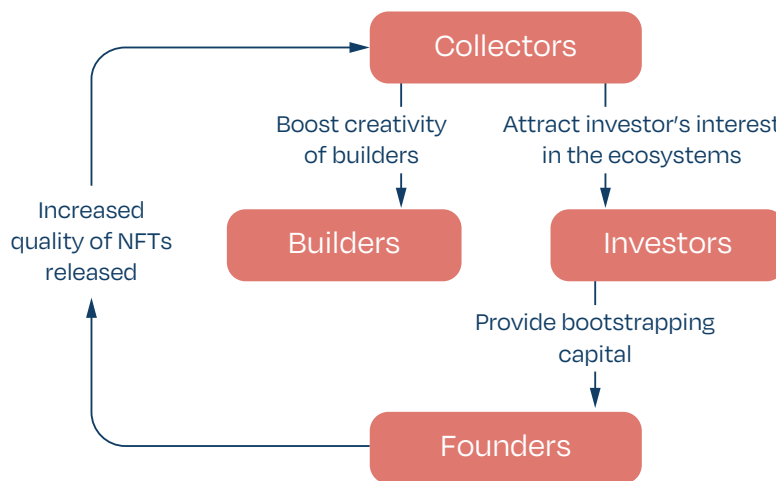 Collectors
Boost creativity
of builders
Attract investor's interest
in the ecosystems
Increased
quality of NFTs
released
Builders
Investors
Provide bootstrapping
capital
Founders